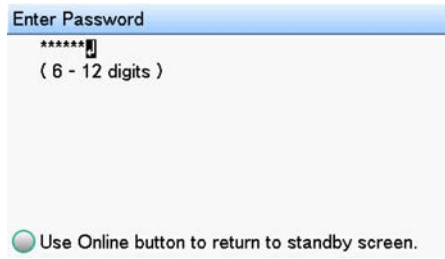 Enter Password
******
( 6 - 12 digits )
Use Online button to return to standby screen.